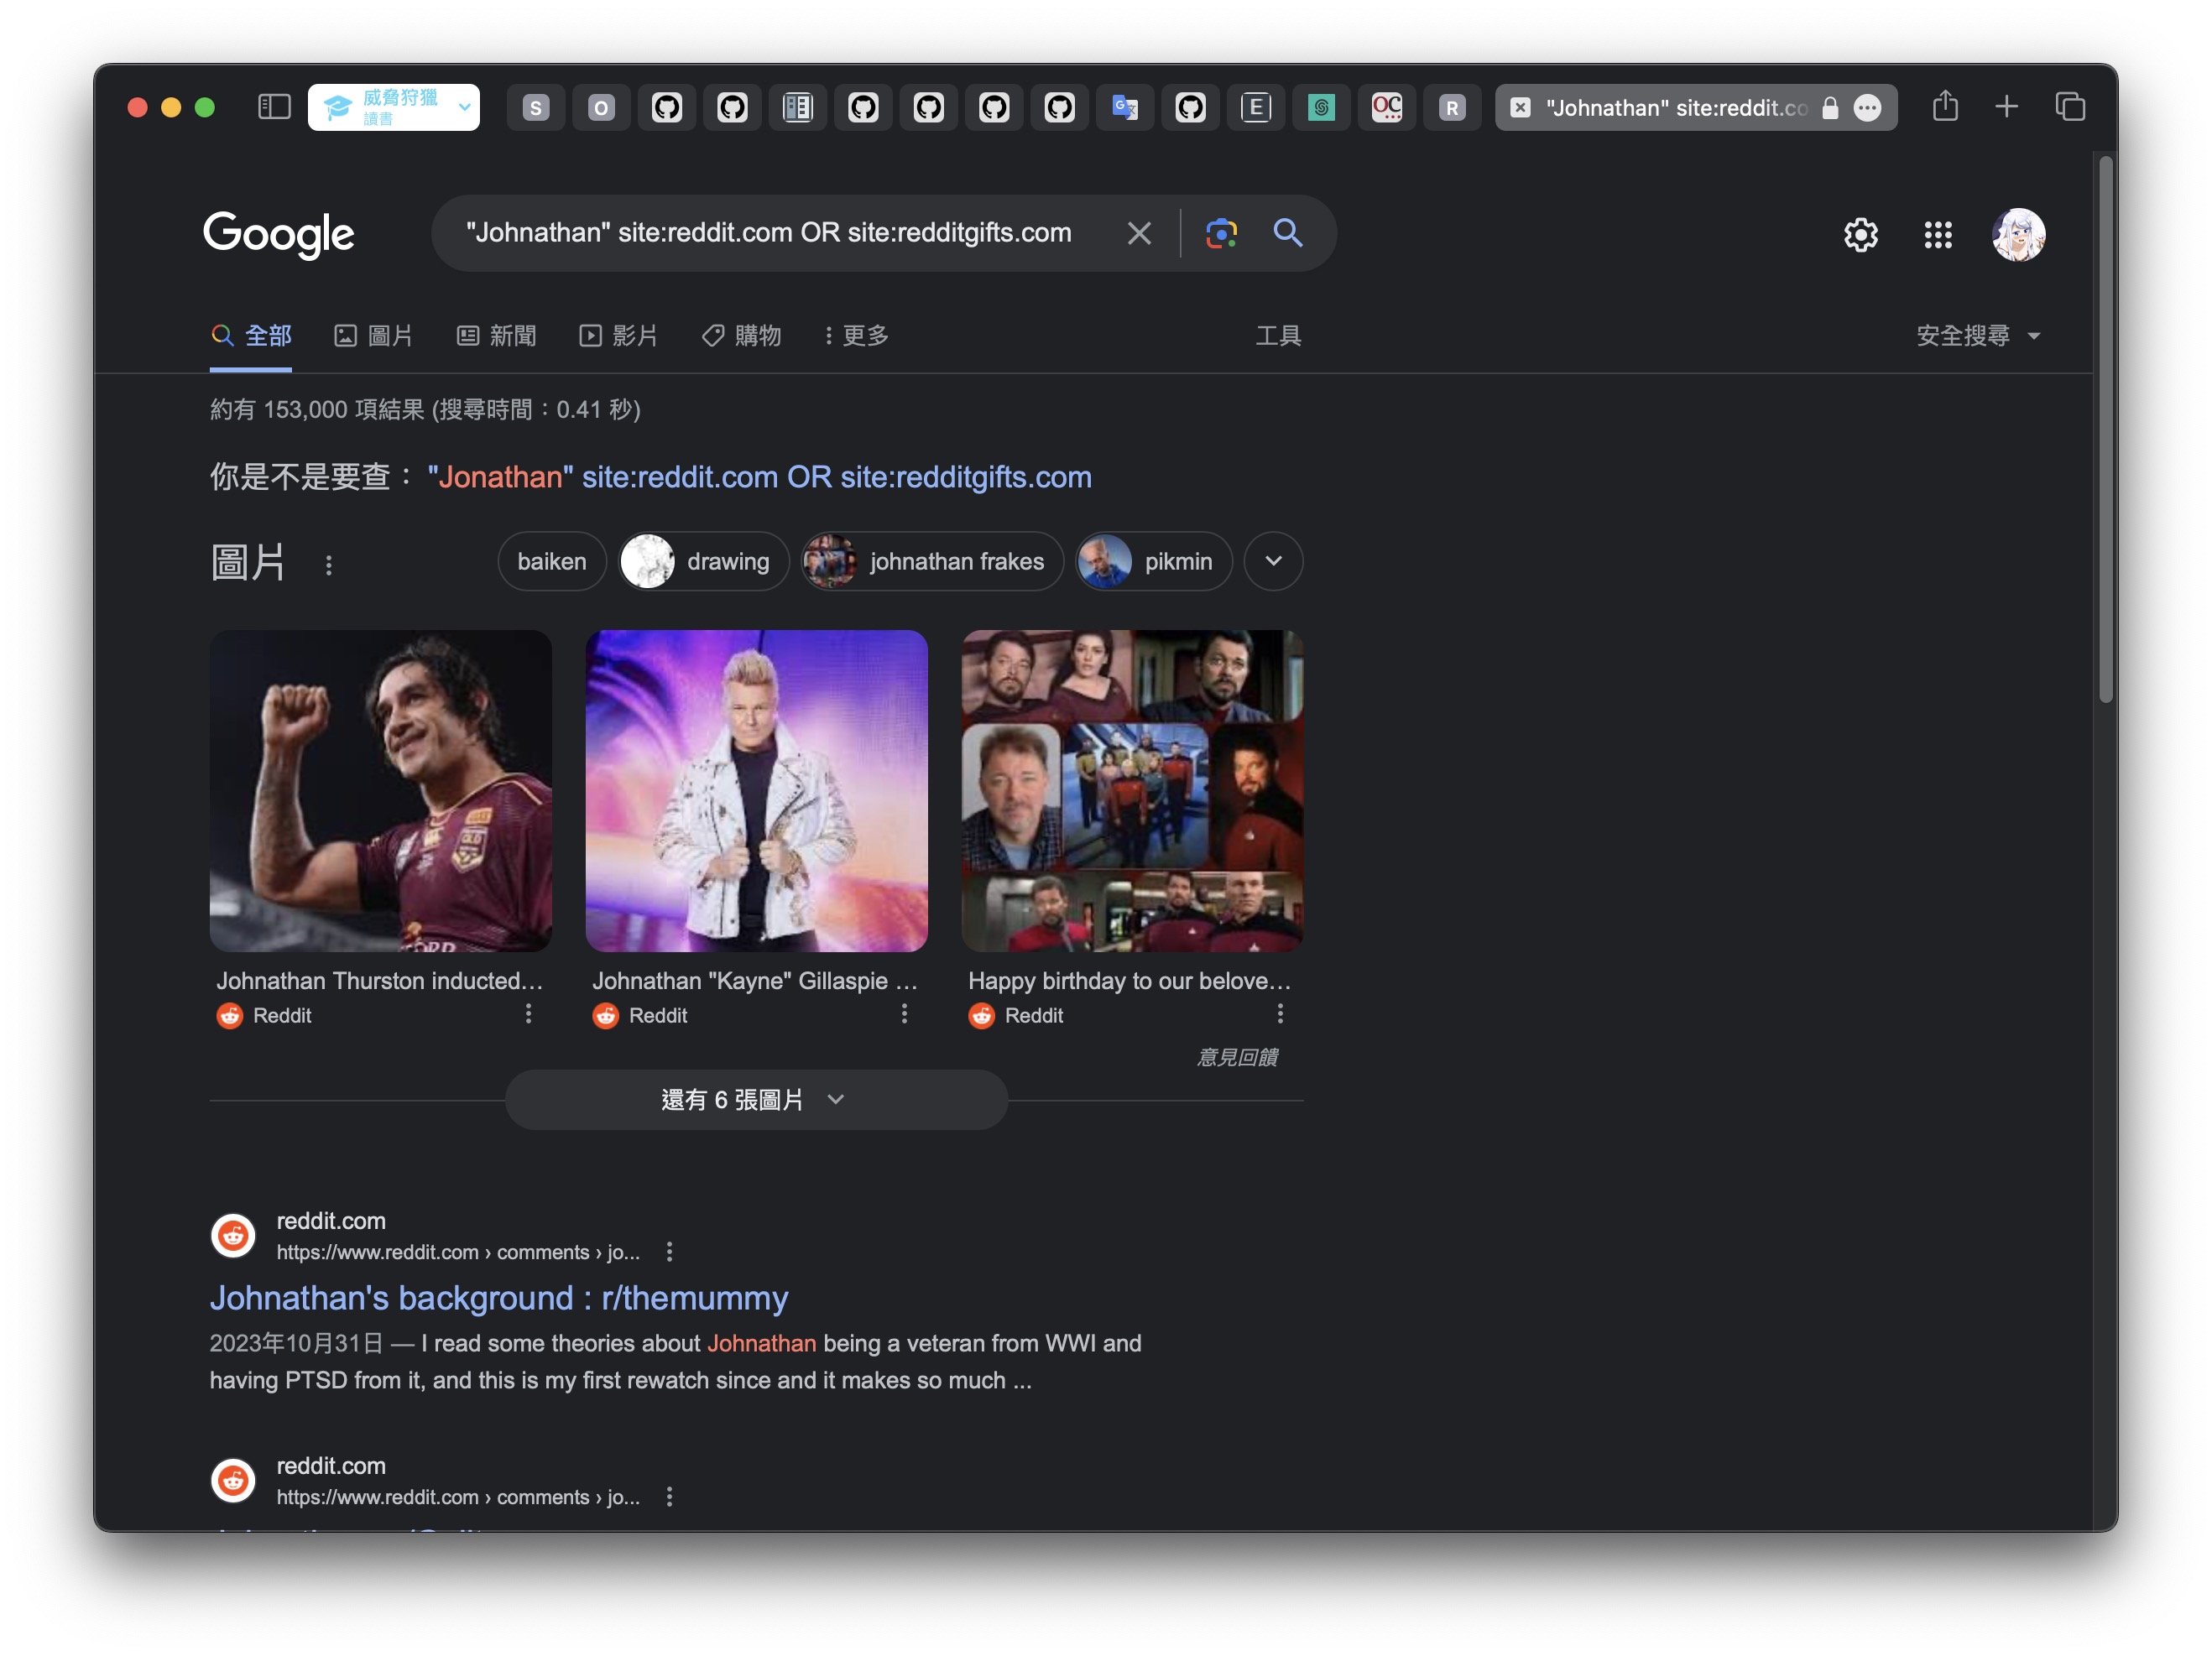 威脅狩獵
讀書
S
O
E
OC
R
"Johnathan" site:reddit.co
Google
"Johnathan" site:reddit.com OR site:redditgifts.com
全部
圖片
新聞
影片
購物
更多
工具
安全搜尋
約有 153,000 項結果 (搜尋時間：0.41 秒)
你是不是要查： "Jonathan" site:reddit.com OR site:redditgifts.com
圖片
baiken
drawing
johnathan frakes
pikmin
Johnathan Thurston inducted...
Johnathan "Kayne" Gillaspie ...
Happy birthday to our belove...
Reddit
Reddit
Reddit
意見回饋
還有 6 張圖片
reddit.com
https://www.reddit.com › comments › jo...
Johnathan's background : r/themummy
2023年10月31日 — I read some theories about Johnathan being a veteran from WWI and
having PTSD from it, and this is my first rewatch since and it makes so much ...
reddit.com
https://www.reddit.com › comments › jo...